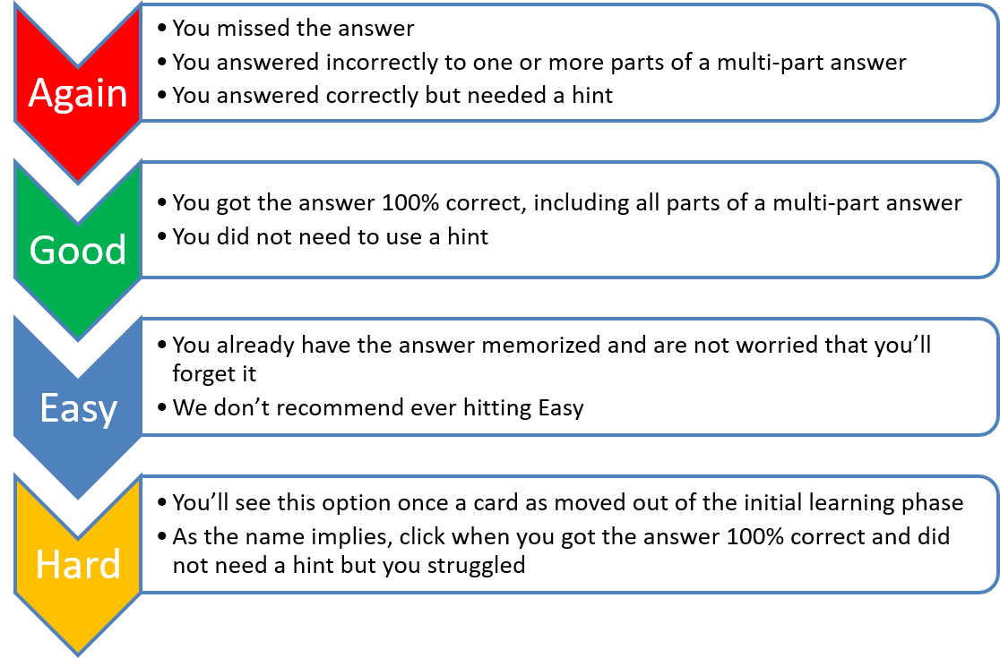 Again
• You missed the answer
• You answered incorrectly to one or more parts of a multi-part answer
• You answered correctly but needed a hint
Good
• You got the answer 100% correct, including all parts of a multi-part answer
• You did not need to use a hint
Easy
• You already have the answer memorized and are not worried that you’ll
forget it
• We don’t recommend ever hitting Easy
Hard
• You’ll see this option once a card as moved out of the initial learning phase
• As the name implies, click when you got the answer 100% correct and did
not need a hint but you struggled